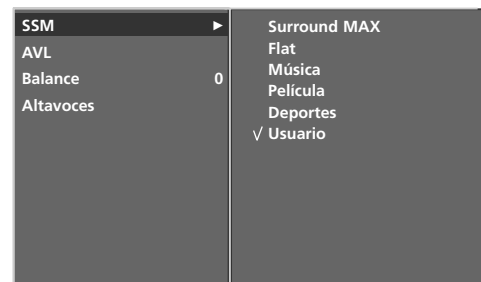 SSM ►
AVL
Balance 0
Altavoces
Surround MAX
Flat
Música
Película
Deportes
√ Usuario